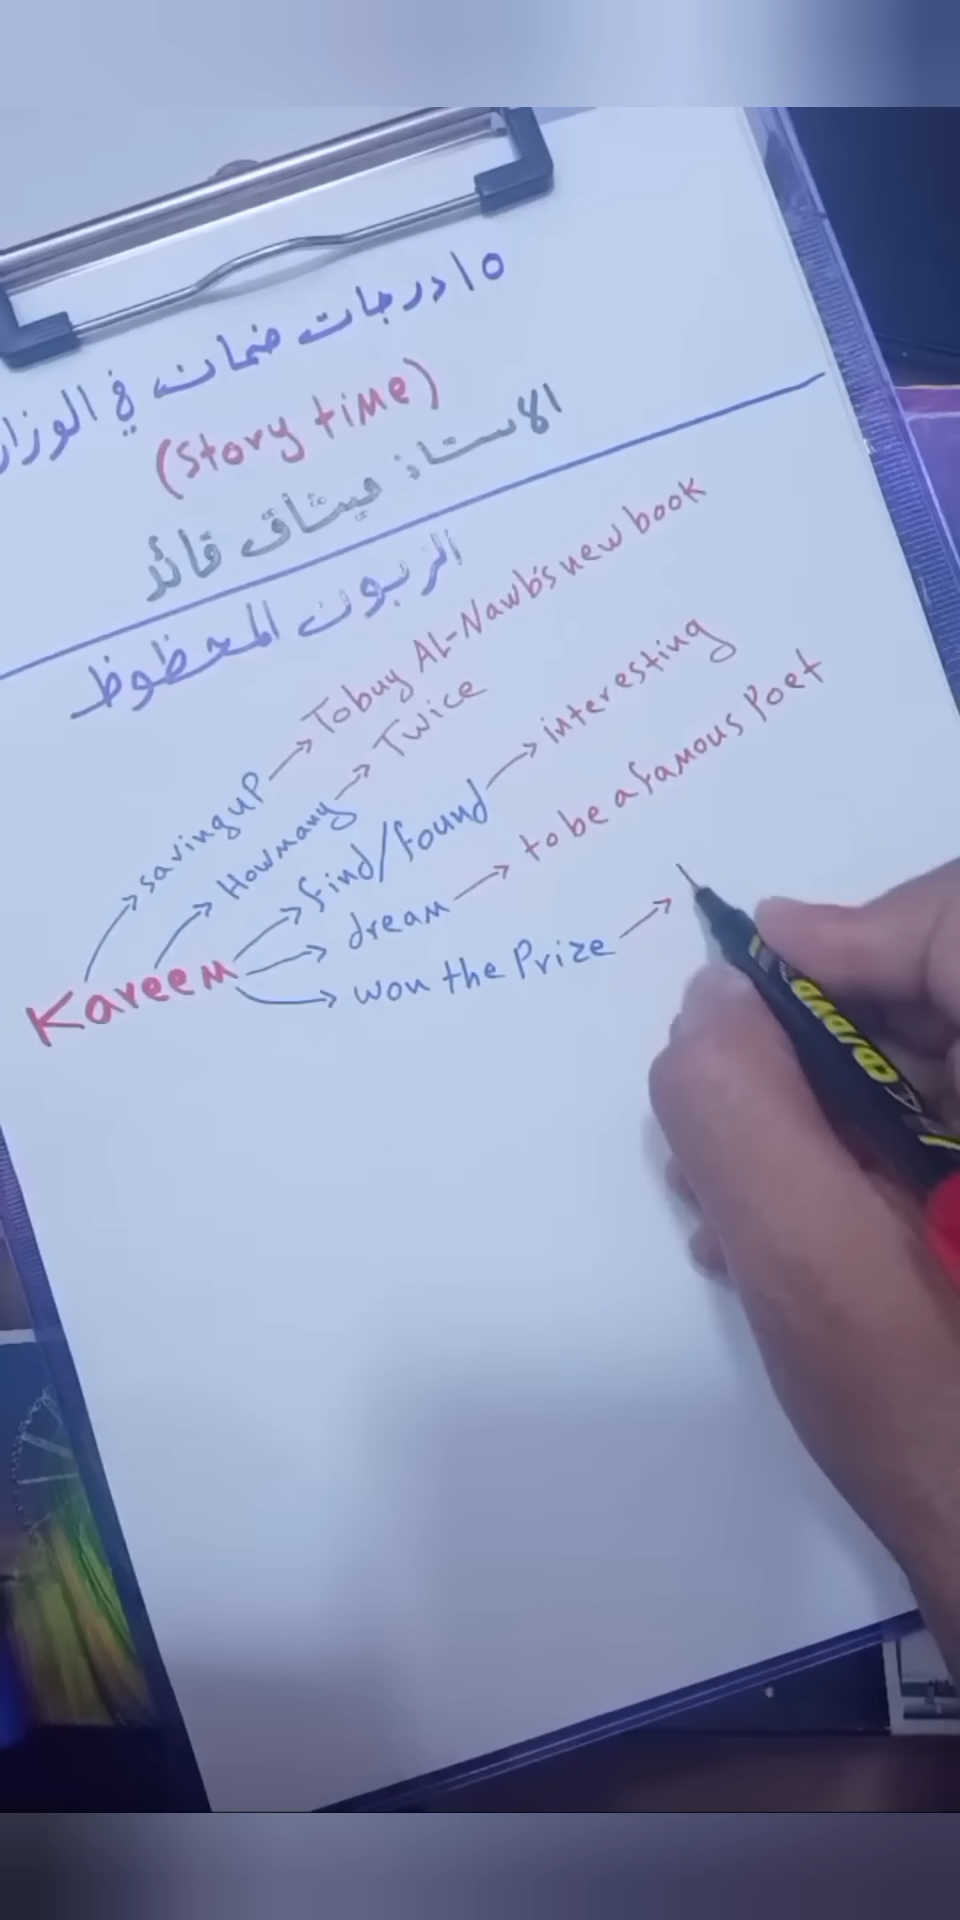 ١٥ درجات ضمان في الوزار
(story time)
الاستاذ ميثاق قائد
الزبون المحظوظ
saving up → To buy AL-Nawb's new book
How many → Twice
find/found → interesting
dream → to be a famous Poet
Kareem
won the Prize →